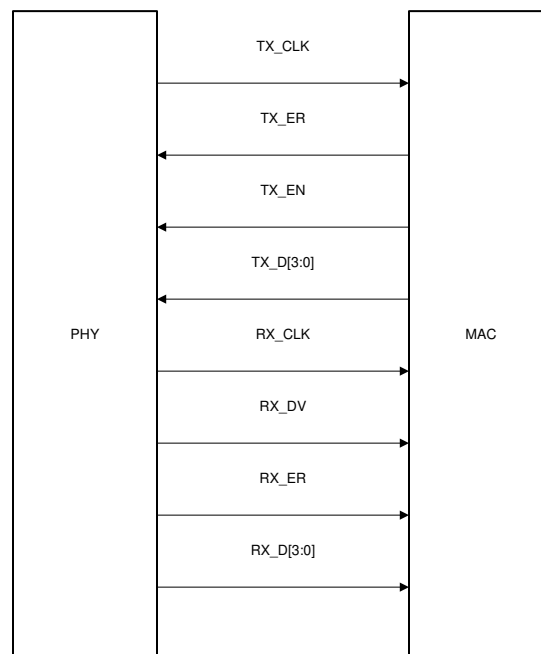 TX_CLK
TX_ER
TX_EN
TX_D[3:0]
PHY
RX_CLK
MAC
RX_DV
RX_ER
RX_D[3:0]